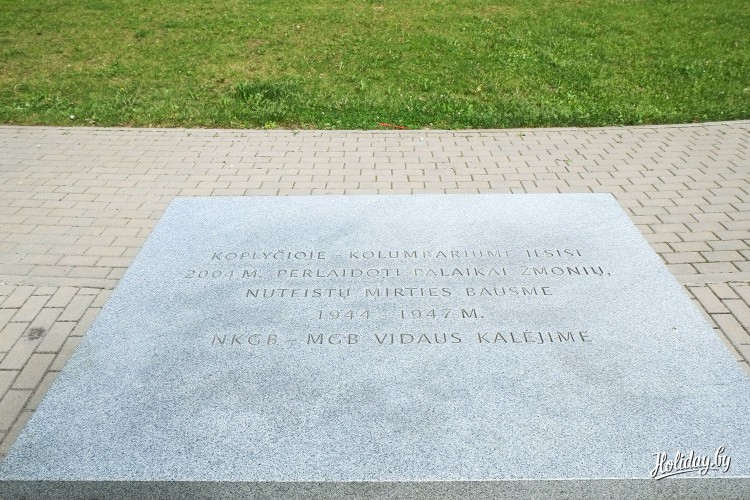 KOPLYČIOJE - KOLUMBARIUME ILSISI
2004 M. PERLAIDOTI PALAIKAI ŽMONIŲ,
NUTEISTŲ MIRTIES BAUSME
1944 - 1947 M.
NKGB - MGB VIDAUS KALĖJIME
Holiday.by